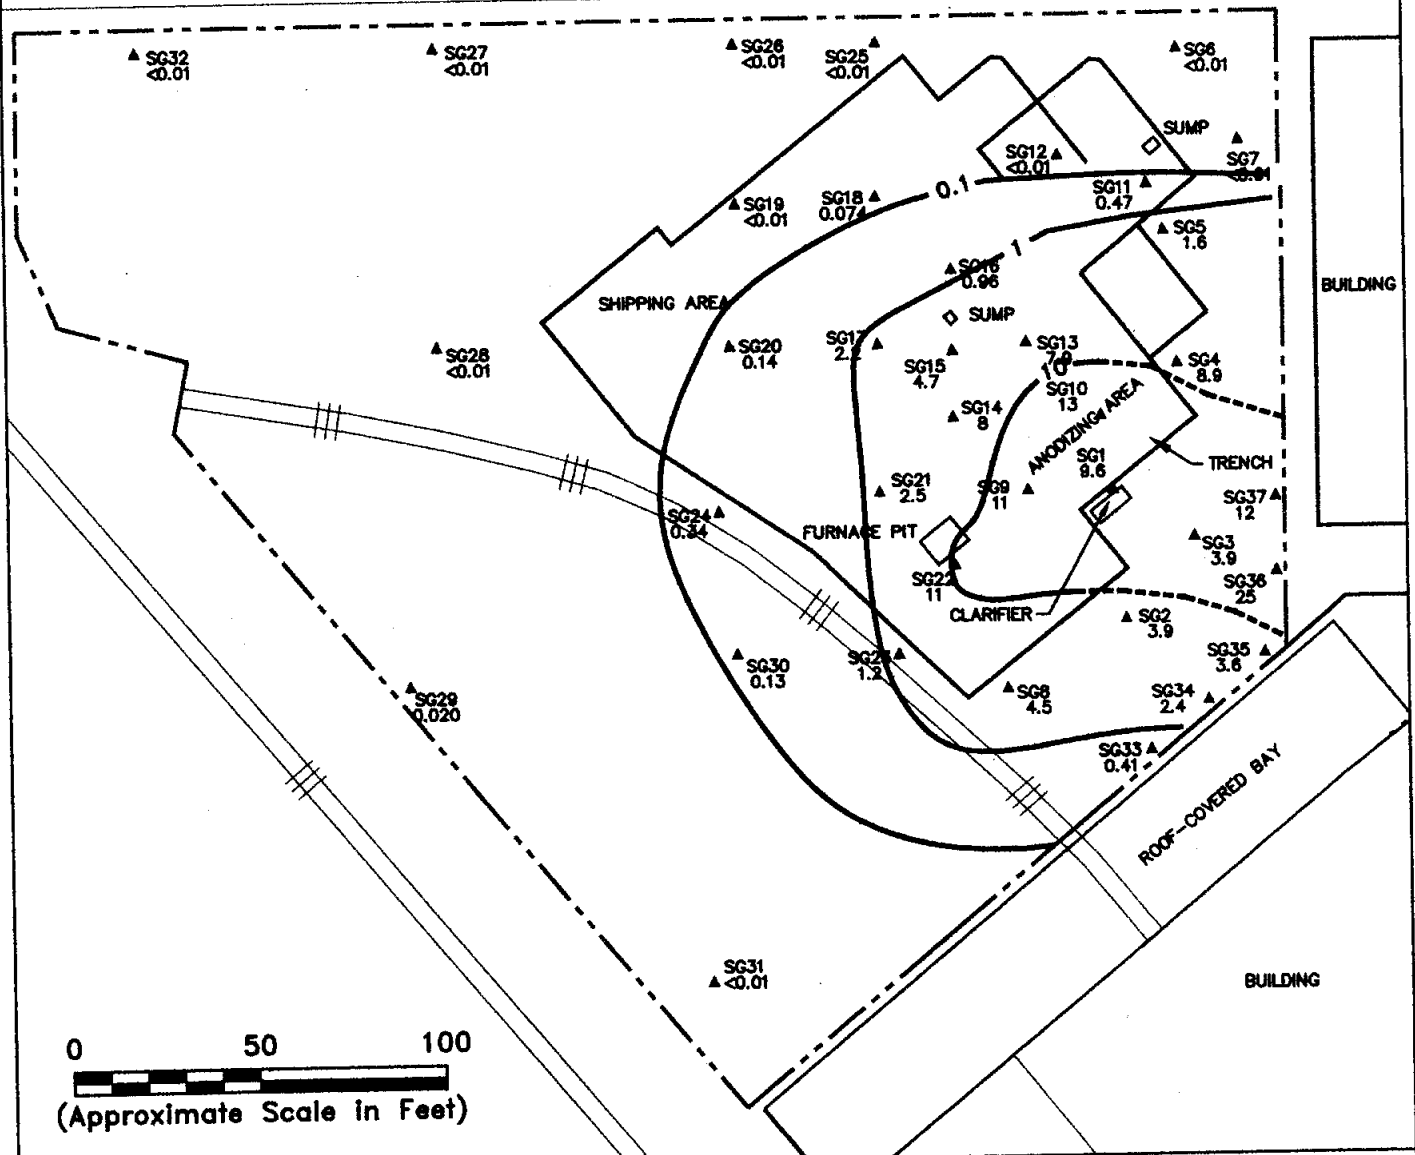 SG32
<0.01
SG27
<0.01
SG26
<0.01
SG25
<0.01
SG6
<0.01
SUMP
SG12
<0.01
SG7
<0.01
SG11
0.47
0.1
SG19
<0.01
SG18
0.074
SG5
1.6
1
SG16
0.96
BUILDING
SHIPPING AREA
SUMP
SG28
<0.01
SG20
0.14
SG17
2.2
SG15
4.7
SG13
7.9
SG4
8.9
10
SG10
13
SG14
8
ANODIZING AREA
SG1
9.6
TRENCH
SG21
2.5
SG9
11
SG37
12
SG24
0.34
FURNACE PIT
SG3
3.9
SG22
11
SG36
25
CLARIFIER
SG2
3.9
SG30
0.13
SG23
1.2
SG35
3.6
SG29
0.020
SG8
4.5
SG34
2.4
SG33
0.41
ROOF-COVERED BAY
SG31
<0.01
BUILDING
0 50 100
(Approximate Scale in Feet)